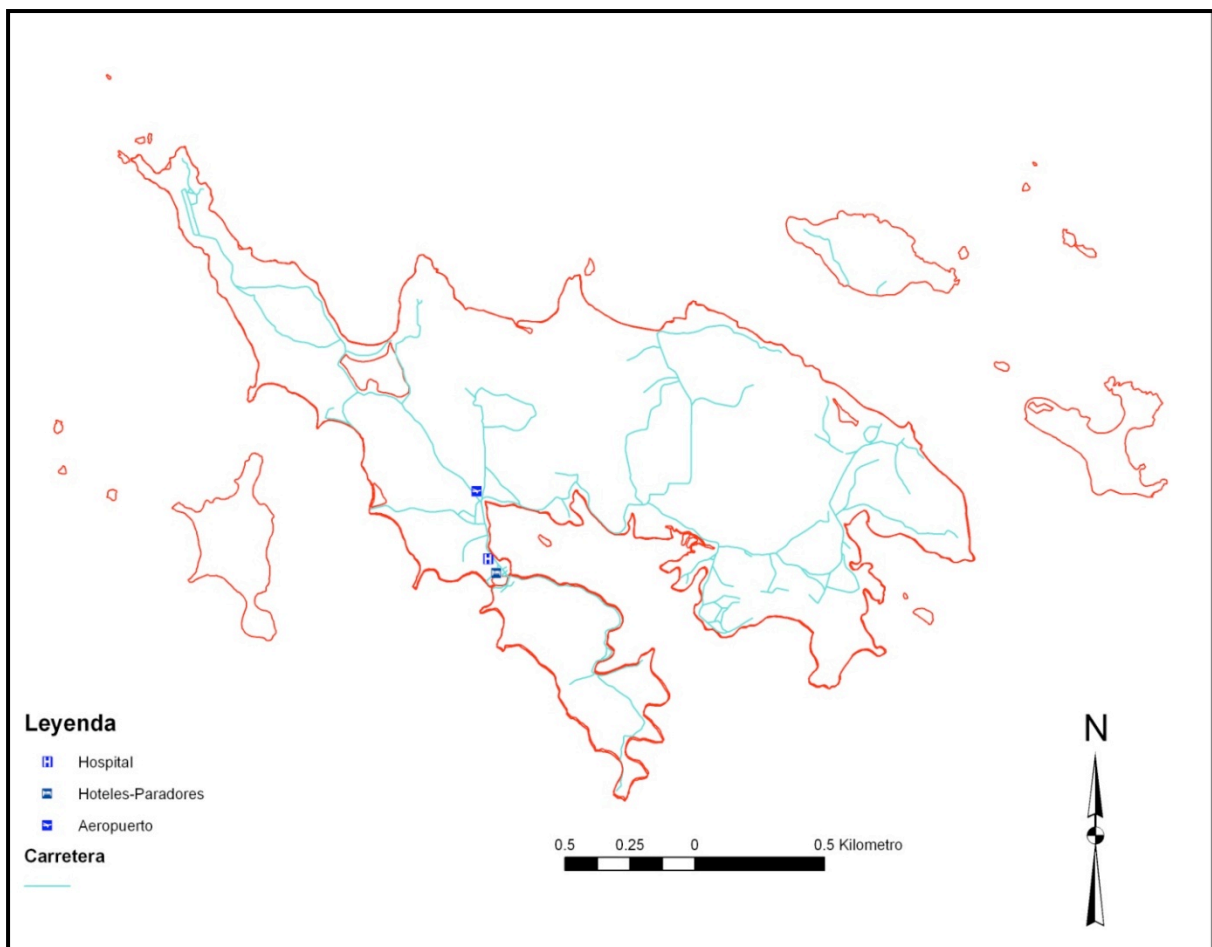 Leyenda
H Hospital
Hoteles-Paradores
Aeropuerto
Carretera
0.5 0.25 0 0.5 Kilometro
N
H